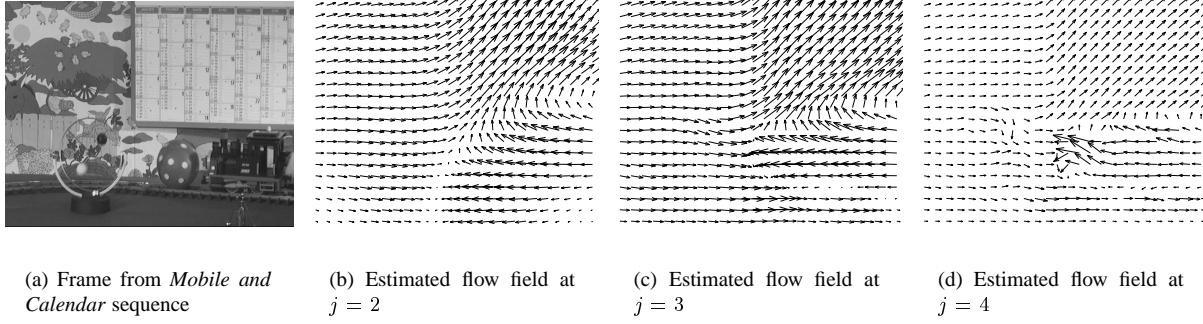 (a) Frame from Mobile and
Calendar sequence
(b) Estimated flow field at
j = 2
(c) Estimated flow field at
j = 3
(d) Estimated flow field at
j = 4